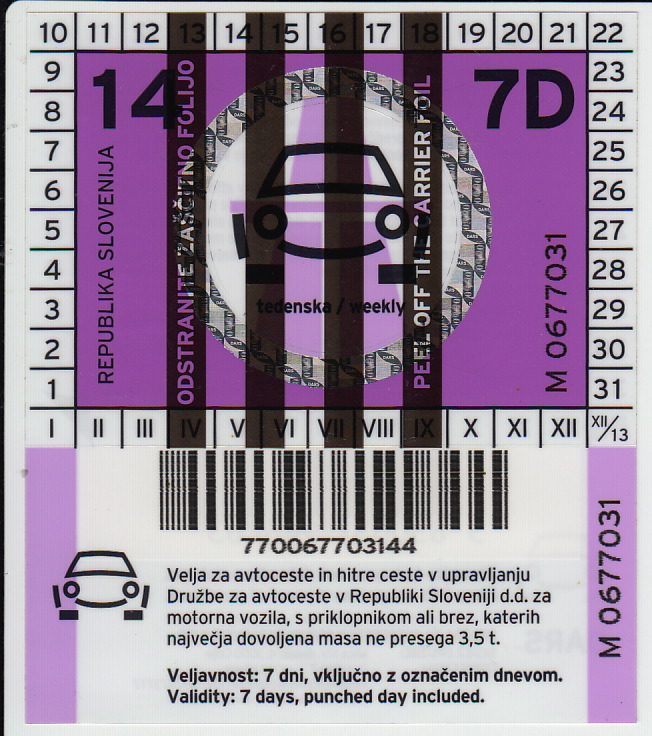 10 11 12 13 14 15 16 17 18 19 20 21 22
9 23
8 24
7 25
6 26
5 27
4 28
3 29
2 30
1 31
I II III IV V VI VII VIII IX X XI XII XII/13
14
7D
REPUBLIKA SLOVENIJA
ODSTRANITE ZAŠČITNO FOLIJO
tedenska / weekly
PEEL OFF THE CARRIER FOIL
M 0677031
770067703144
Velja za avtoceste in hitre ceste v upravljanju
Družbe za avtoceste v Republiki Sloveniji d.d. za
motorna vozila, s priklopnikom ali brez, katerih
največja dovoljena masa ne presega 3,5 t.
Veljavnost: 7 dni, vključno z označenim dnevom.
Validity: 7 days, punched day included.
M 0677031
DARS